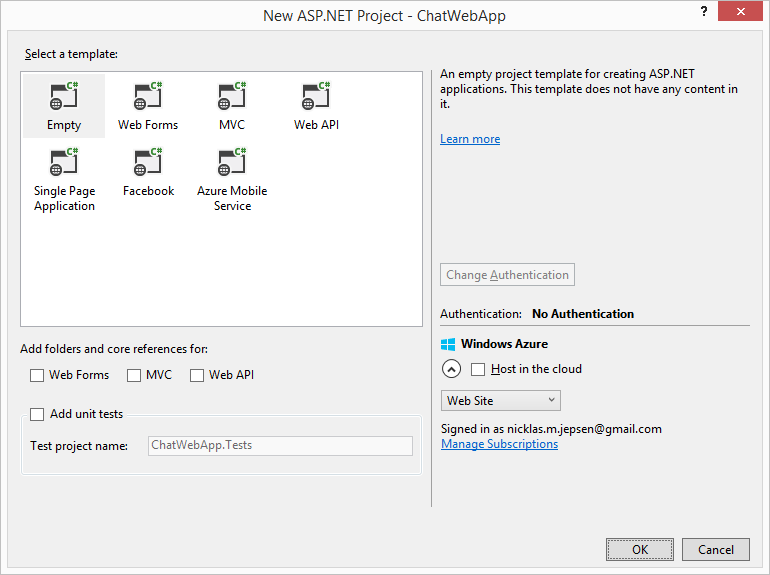 New ASP.NET Project - ChatWebApp
?
Select a template:
C# C# C# C#
Empty Web Forms MVC Web API
C# C# C#
Single Page Application Facebook Azure Mobile Service
Add folders and core references for:
Web Forms MVC Web API
Add unit tests
Test project name: ChatWebApp.Tests
An empty project template for creating ASP.NET
applications. This template does not have any content in
it.
Learn more
Change Authentication
Authentication: No Authentication
Windows Azure
Host in the cloud
Web Site
Signed in as nicklas.m.jepsen@gmail.com
Manage Subscriptions
OK Cancel